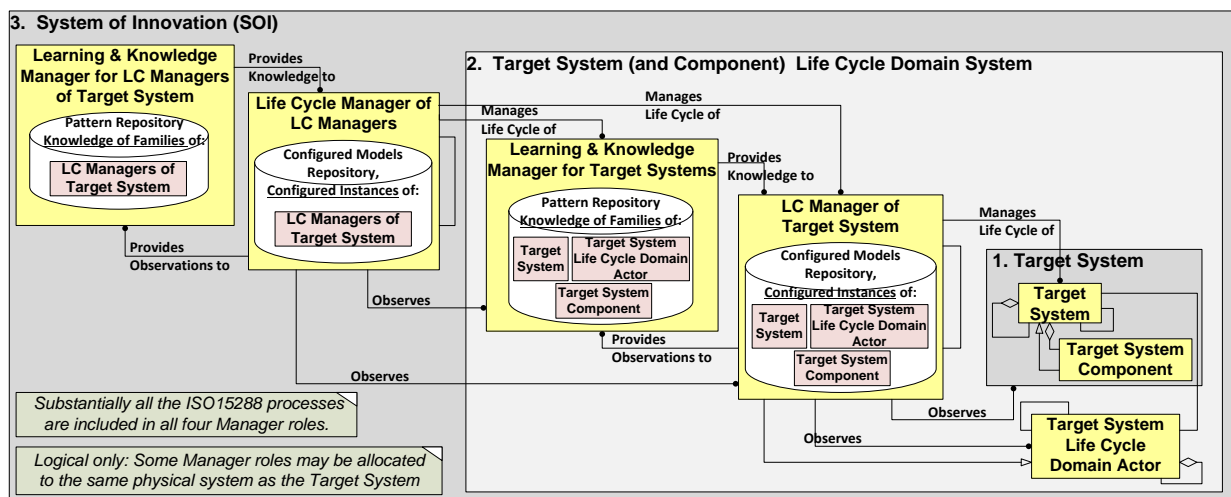 3. System of Innovation (SOI)
Learning & Knowledge
Manager for LC Managers
of Target System
Pattern Repository
Knowledge of Families of:
LC Managers of
Target System
Provides
Knowledge to
Life Cycle Manager of
LC Managers
Configured Models
Repository,
Configured Instances of:
LC Managers of
Target System
Provides
Observations to
2. Target System (and Component) Life Cycle Domain System
Manages
Life Cycle of
Manages
Life Cycle of
Learning & Knowledge
Manager for Target Systems
Pattern Repository
Knowledge of Families of:
Target
System
Target System
Life Cycle Domain
Actor
Target System
Component
Provides
Knowledge to
LC Manager of
Target System
Configured Models
Repository,
Configured Instances of:
Target
System
Target System
Life Cycle Domain
Actor
Target System
Component
Observes
Provides
Observations to
Observes
Manages
Life Cycle of
1. Target System
Target
System
Target System
Component
Observes
Target System
Life Cycle
Domain Actor
Substantially all the ISO15288 processes
are included in all four Manager roles.
Logical only: Some Manager roles may be allocated
to the same physical system as the Target System